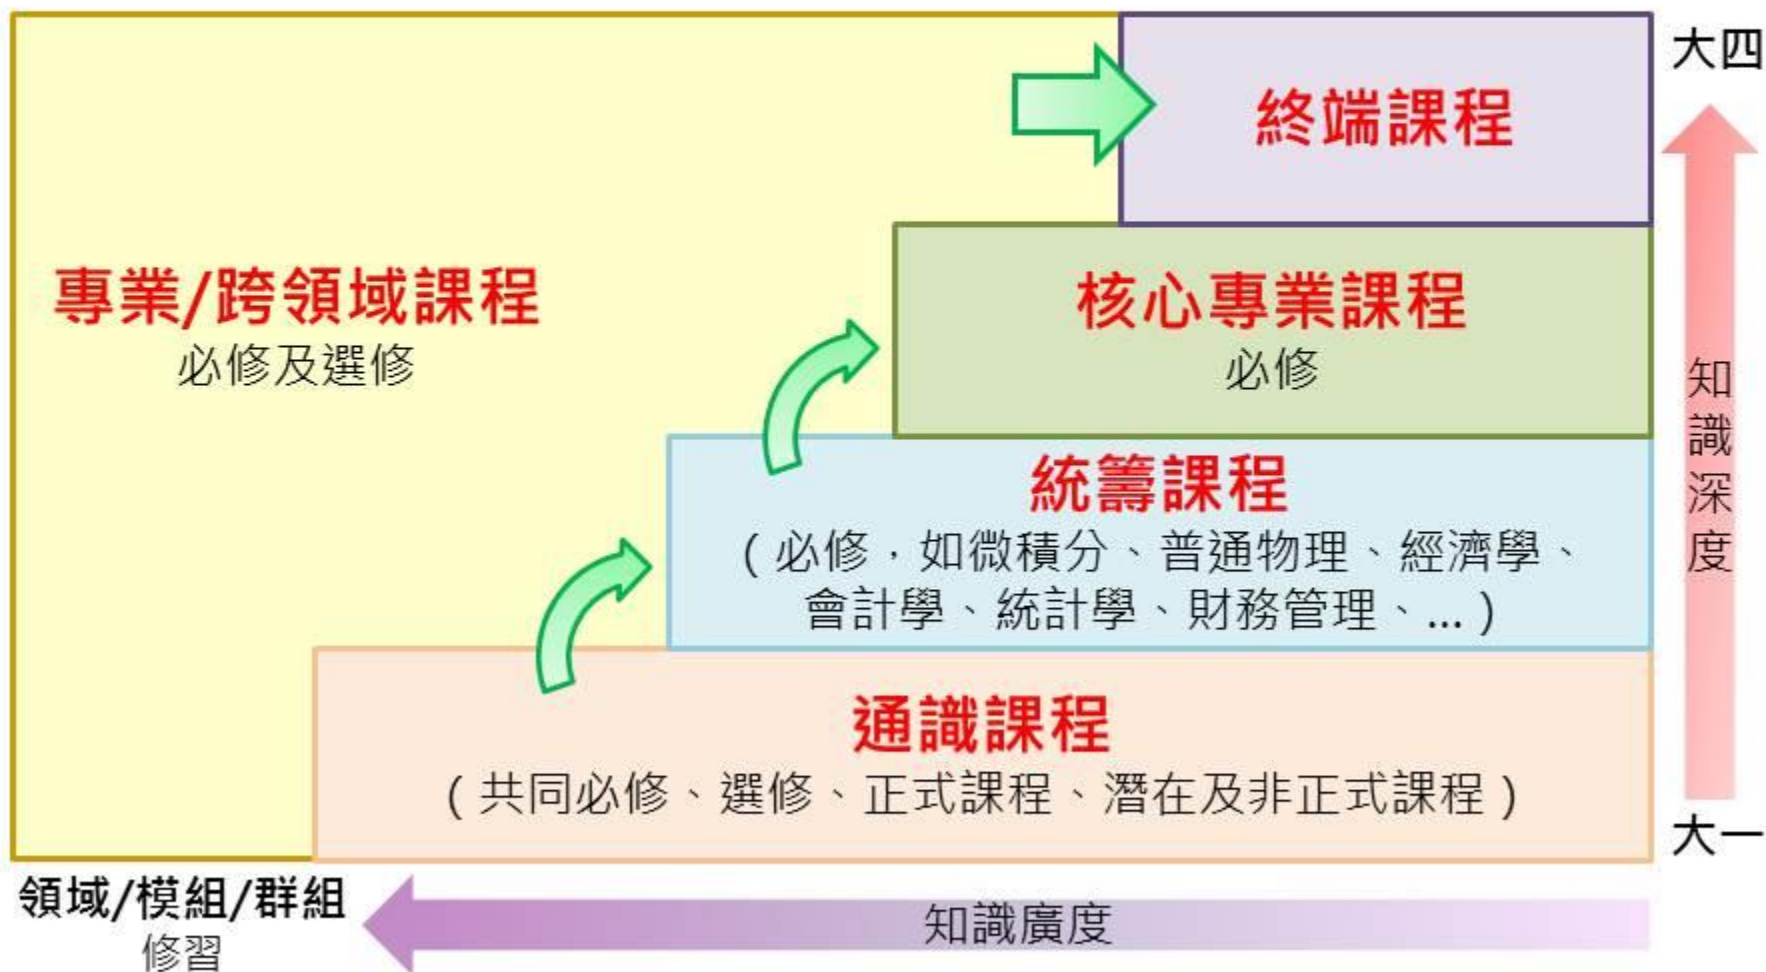 大四
終端課程
專業/跨領域課程
必修及選修
核心專業課程
必修
知識深度
統籌課程
（必修，如微積分、普通物理、經濟學、
會計學、統計學、財務管理、...）
通識課程
（共同必修、選修、正式課程、潛在及非正式課程）
大一
領域/模組/群組
修習
知識廣度